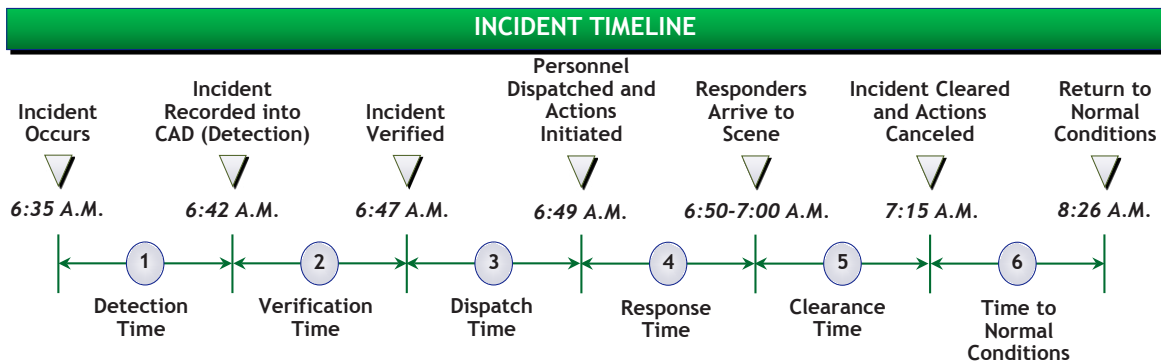 INCIDENT TIMELINE
Incident
Occurs
Incident
Recorded into
CAD (Detection)
Incident
Verified
Personnel
Dispatched and
Actions
Initiated
Responders
Arrive to
Scene
Incident Cleared
and Actions
Canceled
Return to
Normal
Conditions
6:35 A.M.
6:42 A.M.
6:47 A.M.
6:49 A.M.
6:50-7:00 A.M.
7:15 A.M.
8:26 A.M.
1
2
3
4
5
6
Detection
Time
Verification
Time
Dispatch
Time
Response
Time
Clearance
Time
Time to
Normal
Conditions